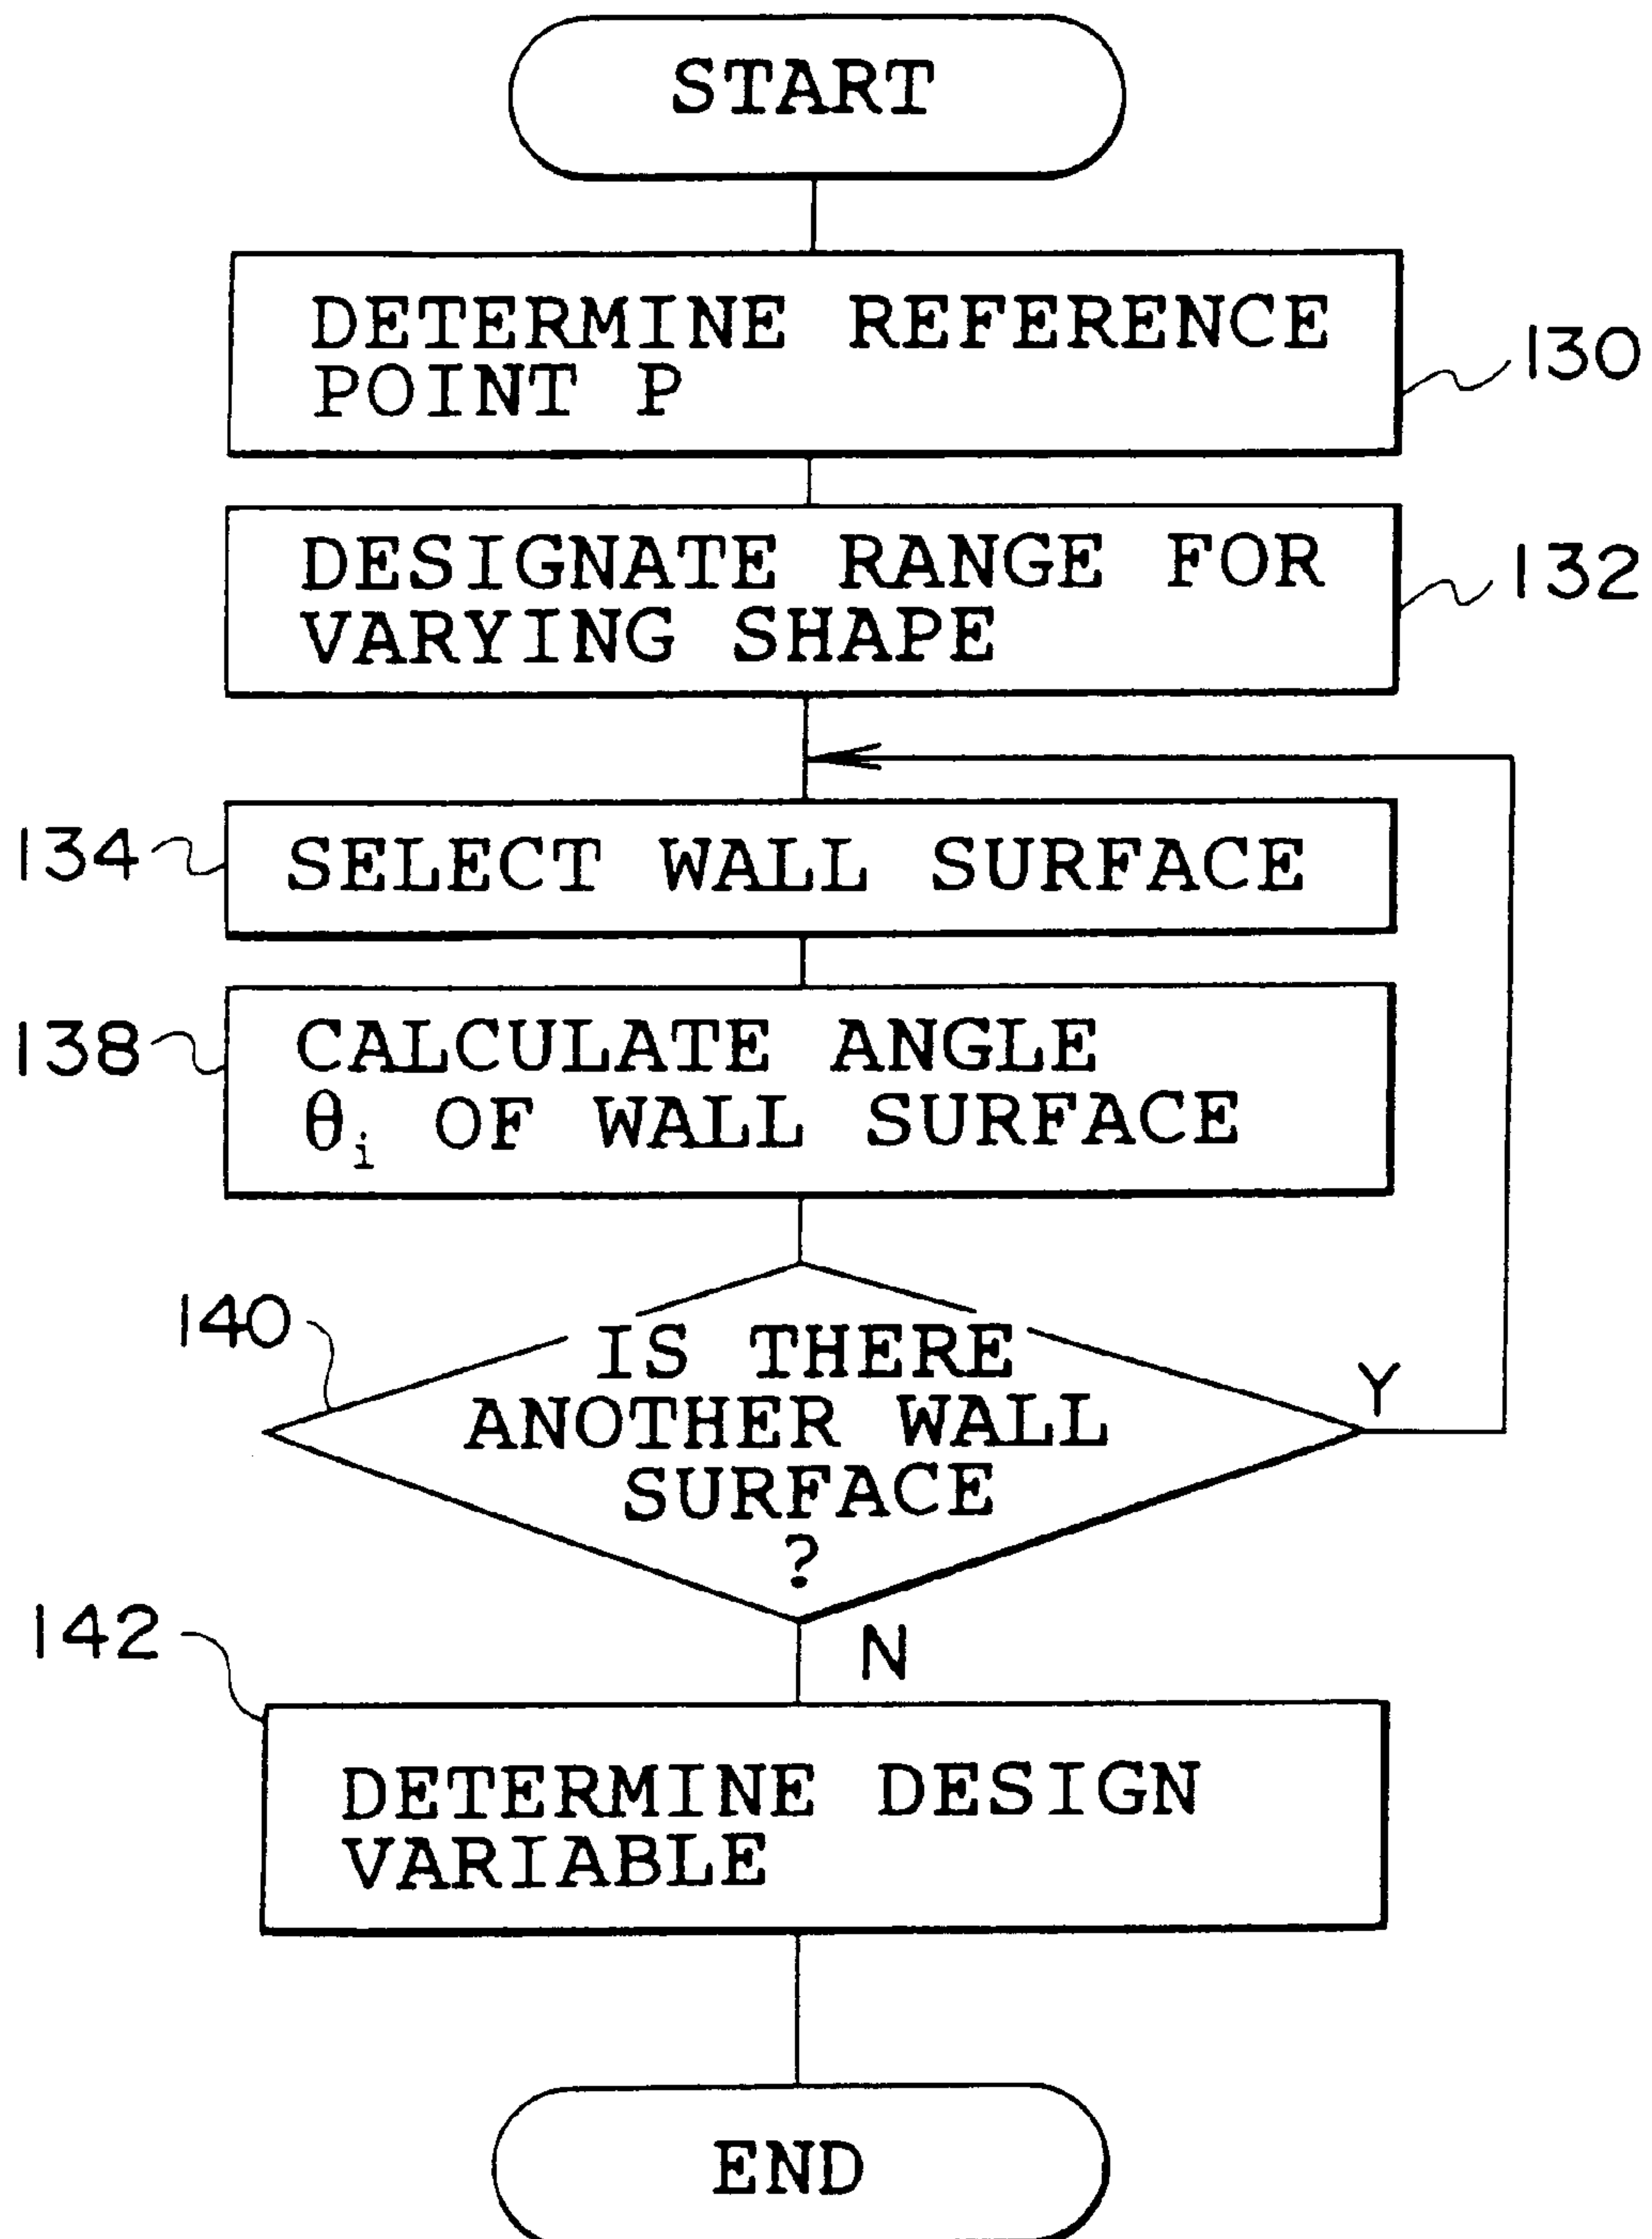 START
DETERMINE REFERENCE
POINT P
130
DESIGNATE RANGE FOR
VARYING SHAPE
132
134
SELECT WALL SURFACE
138
CALCULATE ANGLE
θi OF WALL SURFACE
140
IS THERE
ANOTHER WALL
SURFACE
?
Y
N
142
DETERMINE DESIGN
VARIABLE
END